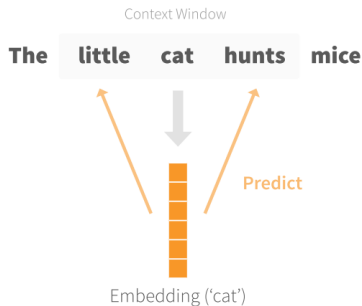 Context Window
The little cat hunts mice
Predict
Embedding (‘cat’)